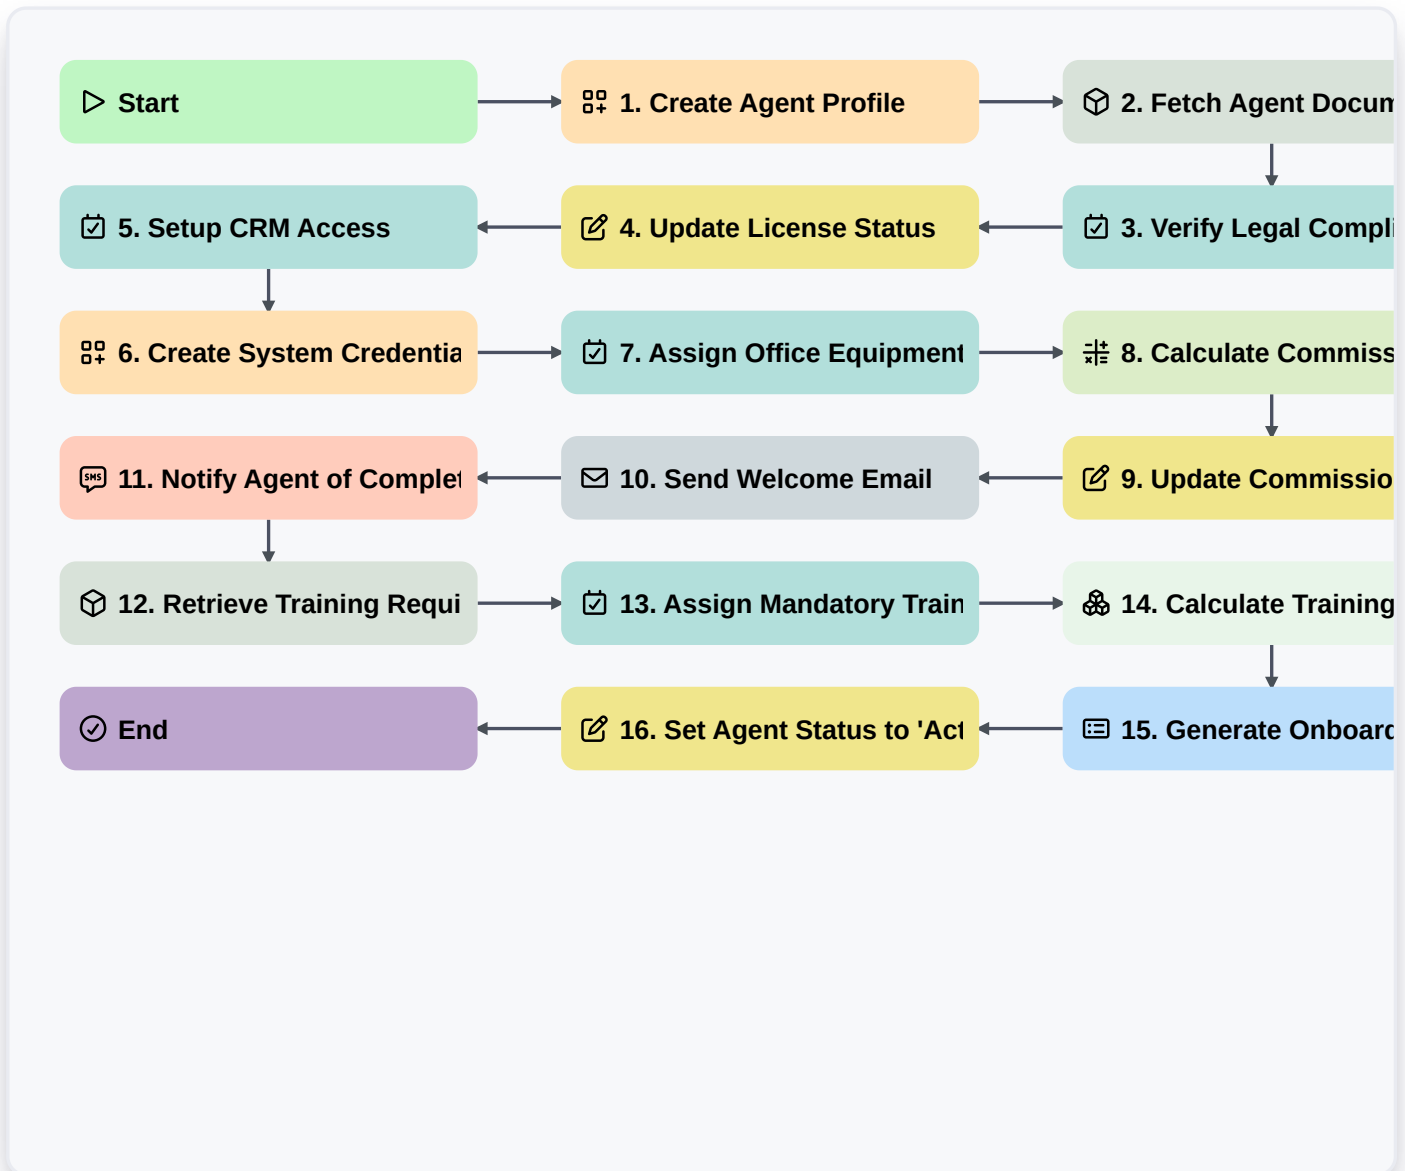 Start
1. Create Agent Profile
2. Fetch Agent Docum
5. Setup CRM Access
4. Update License Status
3. Verify Legal Compli
6. Create System Credentia
7. Assign Office Equipment
8. Calculate Commiss
SMS
11. Notify Agent of Complet
10. Send Welcome Email
9. Update Commissio
12. Retrieve Training Requi
13. Assign Mandatory Train
14. Calculate Training
End
16. Set Agent Status to 'Act
15. Generate Onboard